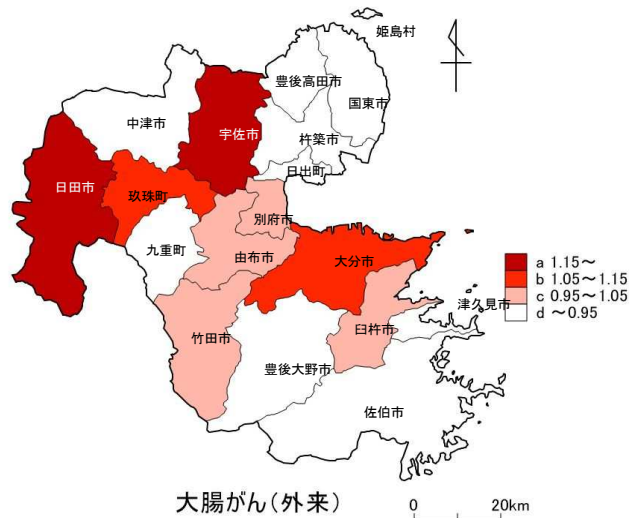 姫島村
豊後高田市
国東市
中津市
宇佐市
杵築市
日出町
日田市
玖珠町
別府市
九重町
由布市
大分市
a 1.15～
b 1.05～1.15
c 0.95～1.05
d ～0.95
津久見市
臼杵市
竹田市
豊後大野市
佐伯市
大腸がん(外来)
0 20km